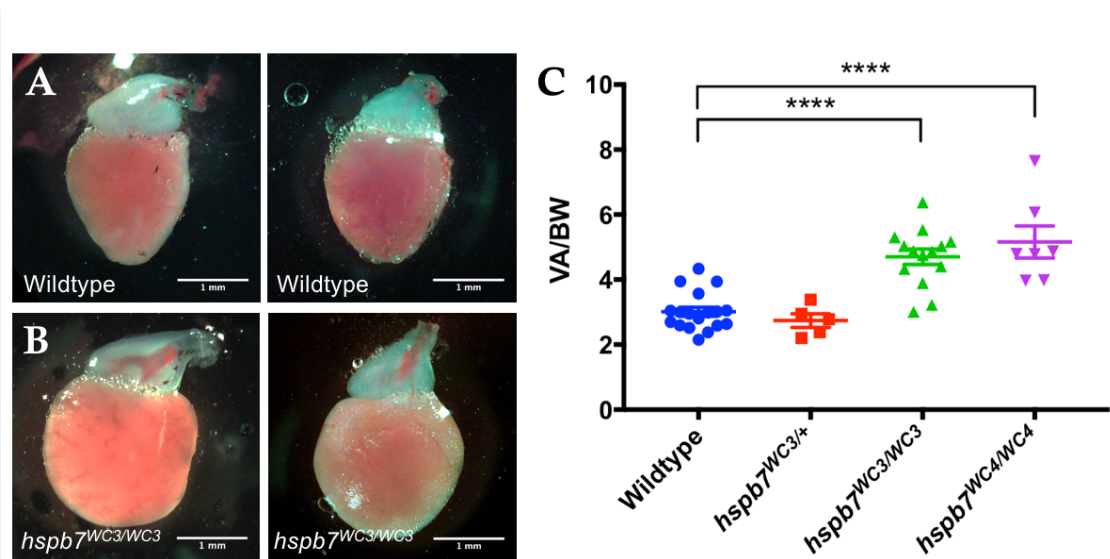 A
Wildtype
1 mm
Wildtype
1 mm
B
hspb7WC3/WC3
1 mm
hspb7WC3/WC3
1 mm
C
****
****
10
8
6
4
2
0
VA/BW
Wildtype
hspb7WC3/+
hspb7WC3/WC3
hspb7WC4/WC4